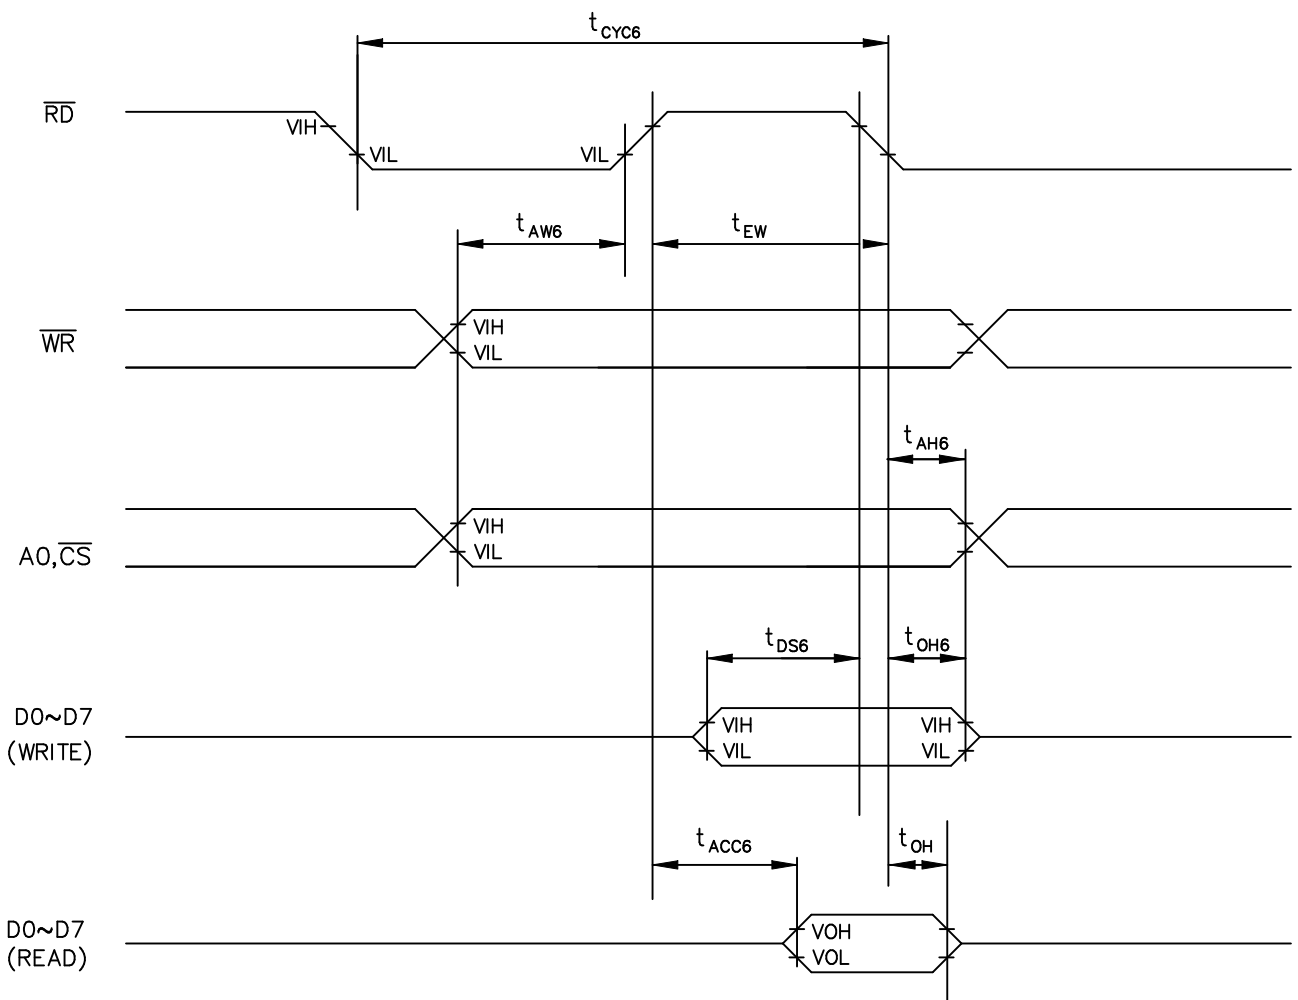 tCYC6
RD
VIH
VIL
VIL
tAW6
tEW
WR
VIH
VIL
tAH6
A0,CS
VIH
VIL
tDS6
tOH6
D0~D7
(WRITE)
VIH
VIH
VIL
VIL
tACC6
tOH
D0~D7
(READ)
VOH
VOL